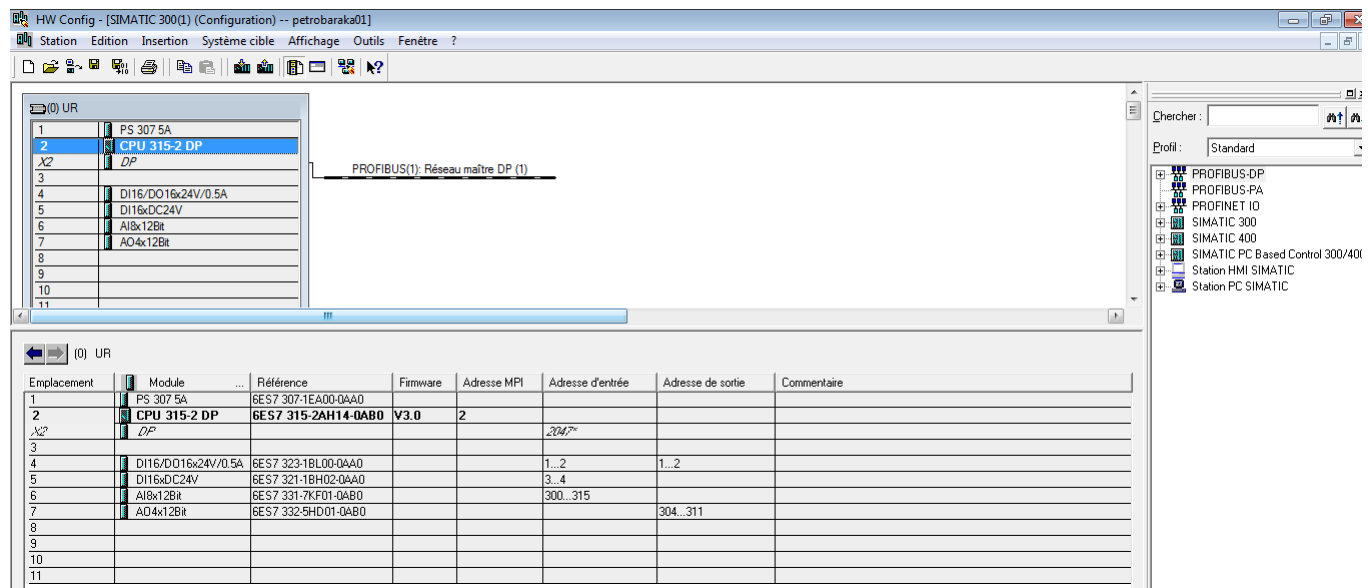 HW Config - [SIMATIC 300(1) (Configuration) -- petrobaraka01]
Station Edition Insertion Système cible Affichage Outils Fenêtre ?
(0) UR
1 PS 307 5A
2 CPU 315-2 DP
X2 DP
3
4 DI16/DO16x24V/0.5A
5 DI16xDC24V
6 AI8x12Bit
7 AO4x12Bit
8
9
10
11
PROFIBUS(1): Réseau maître DP (1)
Chercher :
Profil : Standard
PROFIBUS-DP
PROFIBUS-PA
PROFINET IO
SIMATIC 300
SIMATIC 400
SIMATIC PC Based Control 300/400
Station HMI SIMATIC
Station PC SIMATIC
(0) UR
Emplacement Module ... Référence Firmware Adresse MPI Adresse d'entrée Adresse de sortie Commentaire
1 PS 307 5A 6ES7 307-1EA00-0AA0
2 CPU 315-2 DP 6ES7 315-2AH14-0AB0 V3.0 2
X2 DP 2047*
3
4 DI16/DO16x24V/0.5A 6ES7 323-1BL00-0AA0 1...2 1...2
5 DI16xDC24V 6ES7 321-1BH02-0AA0 3...4
6 AI8x12Bit 6ES7 331-7KF01-0AB0 300...315
7 AO4x12Bit 6ES7 332-5HD01-0AB0 304...311
8
9
10
11